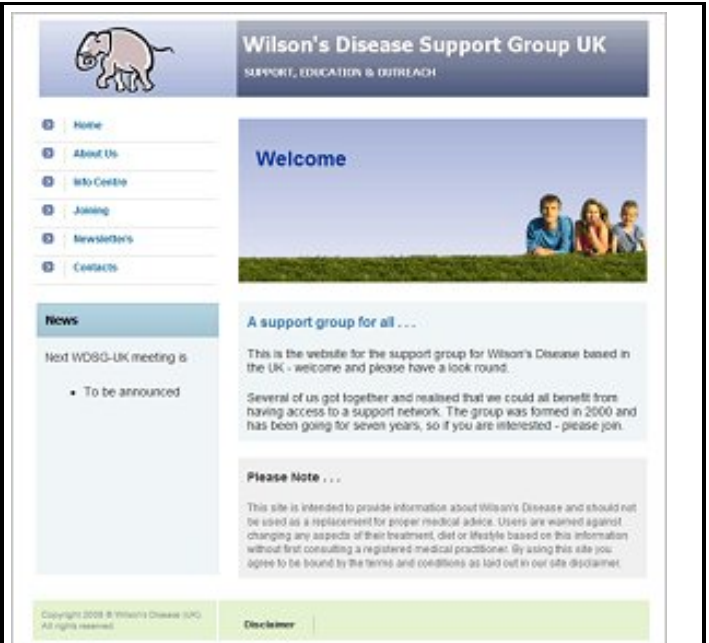 Wilson's Disease Support Group UK
SUPPORT, EDUCATION & OUTREACH
Home
About Us
Info Centre
Joining
Newsletters
Contacts
Welcome
News
Next WDSG-UK meeting is
• To be announced
A support group for all . . .
This is the website for the support group for Wilson's Disease based in
the UK - welcome and please have a look round.
Several of us got together and realised that we could all benefit from
having access to a support network. The group was formed in 2000 and
has been going for seven years, so if you are interested - please join.
Please Note . . .
This site is intended to provide information about Wilson's Disease and should not
be used as a replacement for proper medical advice. Users are warned against
changing any aspects of their treatment, diet or lifestyle based on this information
without first consulting a registered medical practitioner. By using this site you
agree to be bound by the terms and conditions as laid out in our site disclaimer.
Copyright 2008 © Wilson's Disease (UK)
All rights reserved
Disclaimer